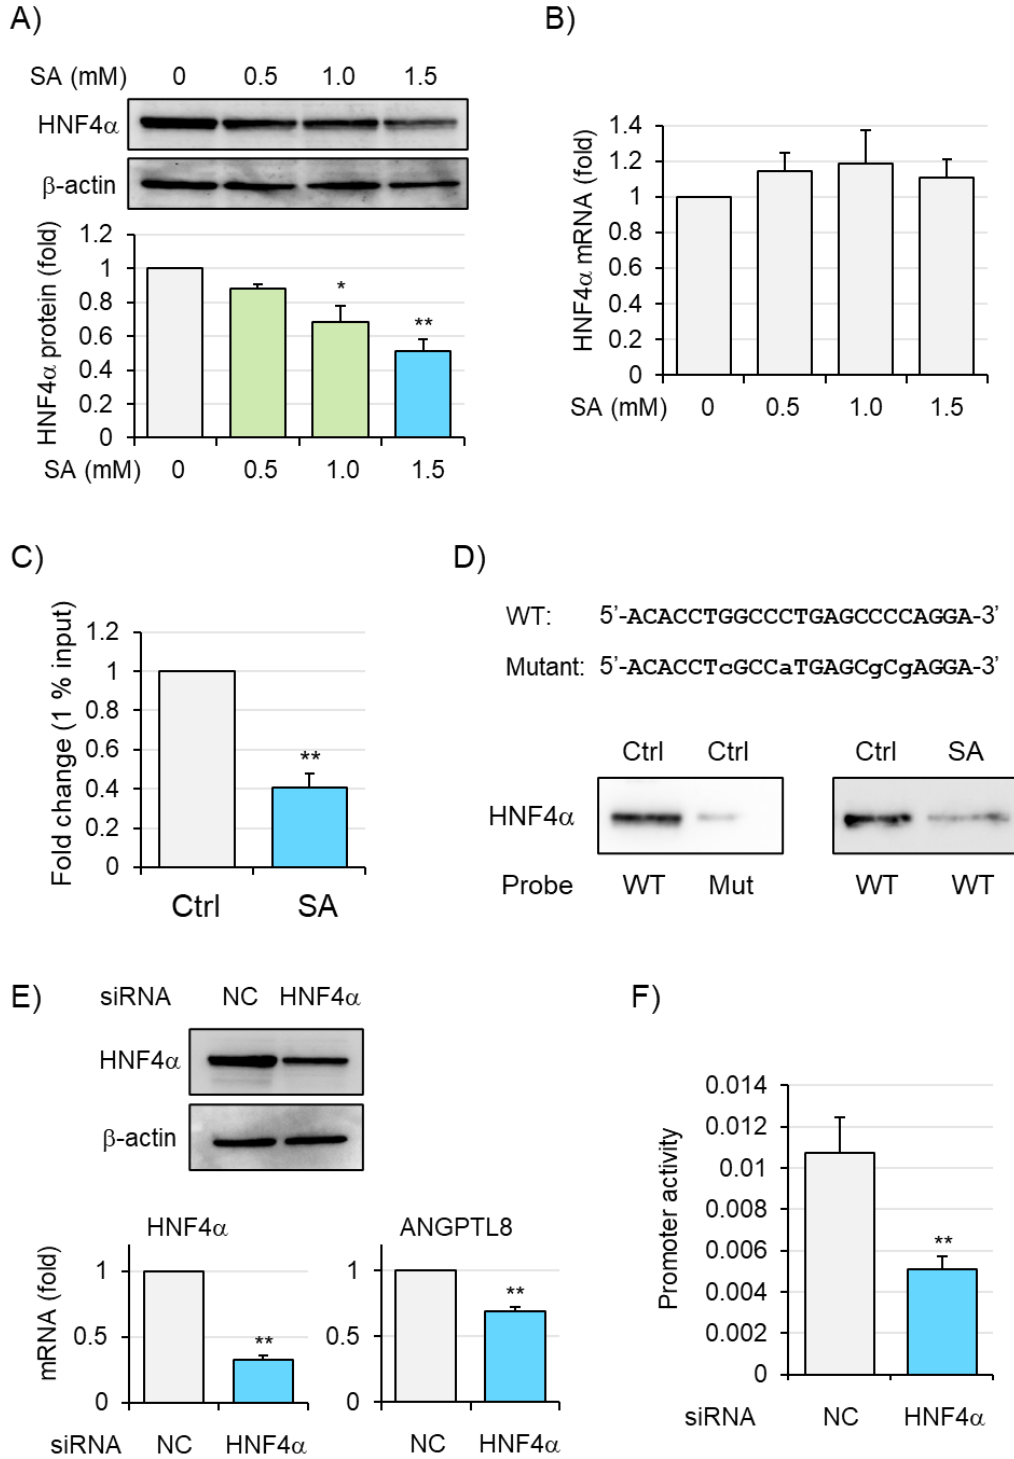 A)
SA (mM) 0 0.5 1.0 1.5
HNF4α
β-actin
HNF4α protein (fold)
1.2
1
0.8
0.6
0.4
0.2
0
*
**
SA (mM) 0 0.5 1.0 1.5
B)
HNF4α mRNA (fold)
1.4
1.2
1
0.8
0.6
0.4
0.2
0
SA (mM) 0 0.5 1.0 1.5
C)
Fold change (1 % input)
1.2
1
0.8
0.6
0.4
0.2
0
**
Ctrl SA
D)
WT: 5’-ACACCTGGCCCTGAGCCCCAGGA-3’
Mutant: 5’-ACACCTcGCCaTGAGCgCgAGGA-3’
Ctrl Ctrl Ctrl SA
HNF4α
Probe WT Mut WT WT
E)
siRNA NC HNF4α
HNF4α
β-actin
HNF4α
mRNA (fold)
1
0.5
0
**
siRNA NC HNF4α
ANGPTL8
1
0.5
0
**
NC HNF4α
F)
Promoter activity
0.014
0.012
0.01
0.008
0.006
0.004
0.002
0
**
siRNA NC HNF4α